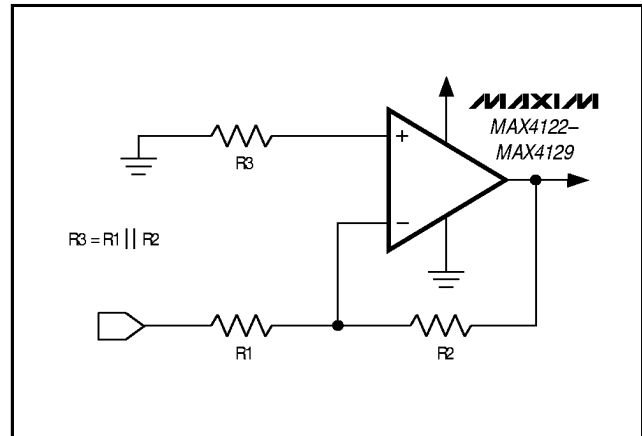 MAXIM
MAX4122–
MAX4129
+
R3
−
R3 = R1 || R2
R1
R2